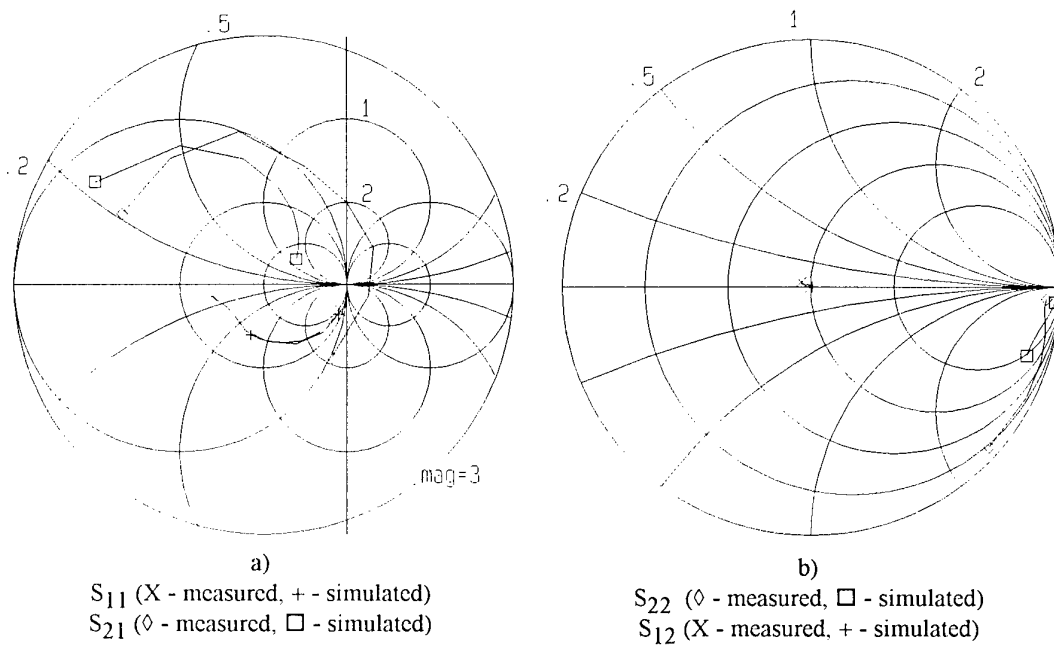 .5
1
.2
1
2
.5
2
.2
mag=3
a)
S11 (X - measured, + - simulated)
S21 (◊ - measured, □ - simulated)
b)
S22 (◊ - measured, □ - simulated)
S12 (X - measured, + - simulated)